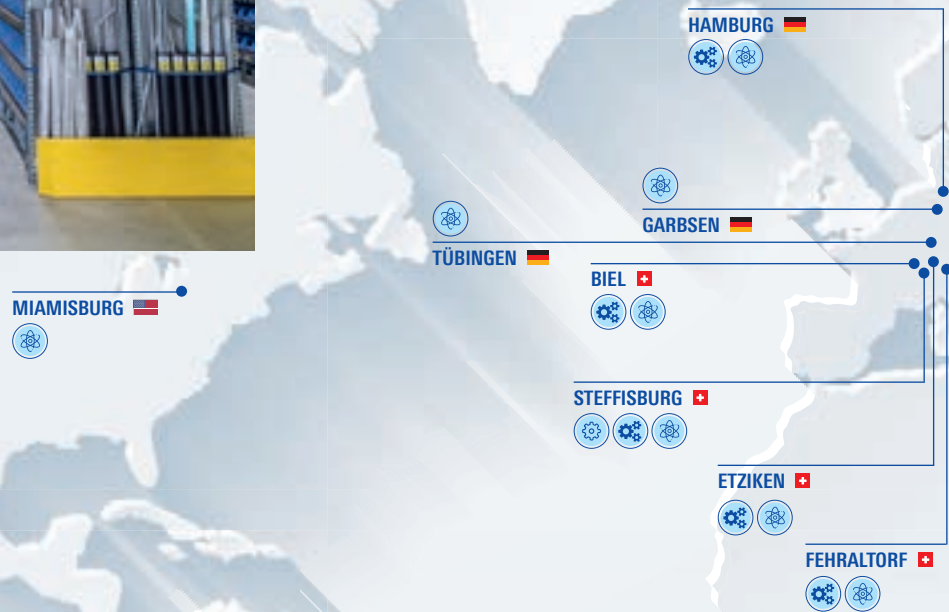 HAMBURG
GARBSEN
TÜBINGEN
BIEL
MIAMISBURG
STEFFISBURG
ETZIKEN
FEHRALTORF